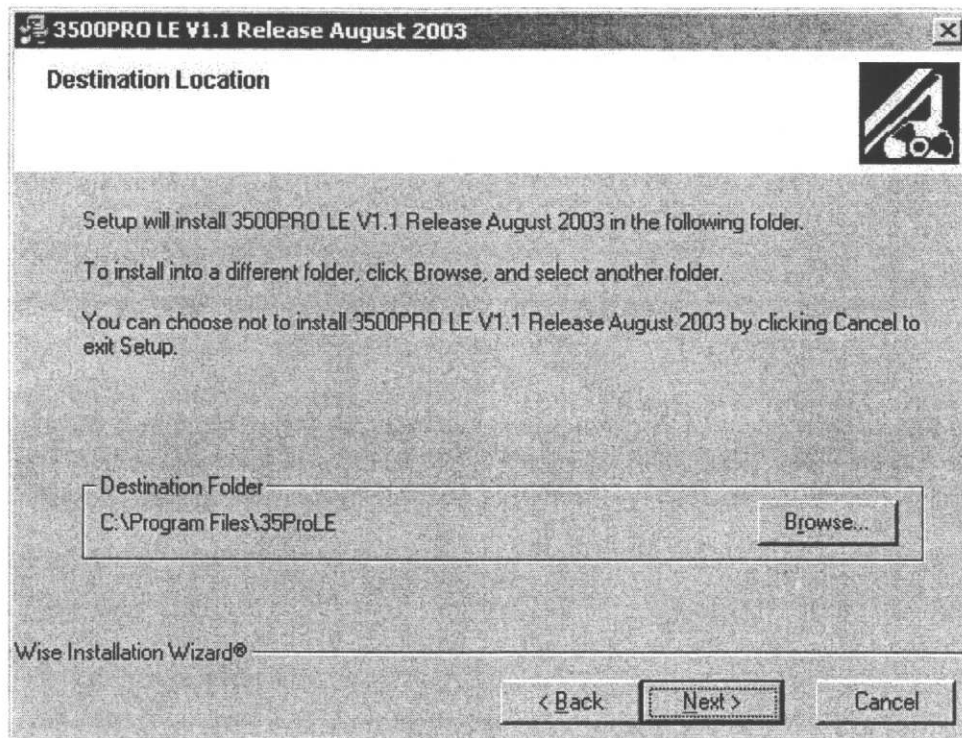 3500PRO LE V1.1 Release August 2003
Destination Location
Setup will install 3500PRO LE V1.1 Release August 2003 in the following folder.
To install into a different folder, click Browse, and select another folder.
You can choose not to install 3500PRO LE V1.1 Release August 2003 by clicking Cancel to
exit Setup.
Destination Folder
C:\Program Files\35ProLE
Browse...
Wise Installation Wizard®
< Back
Next >
Cancel